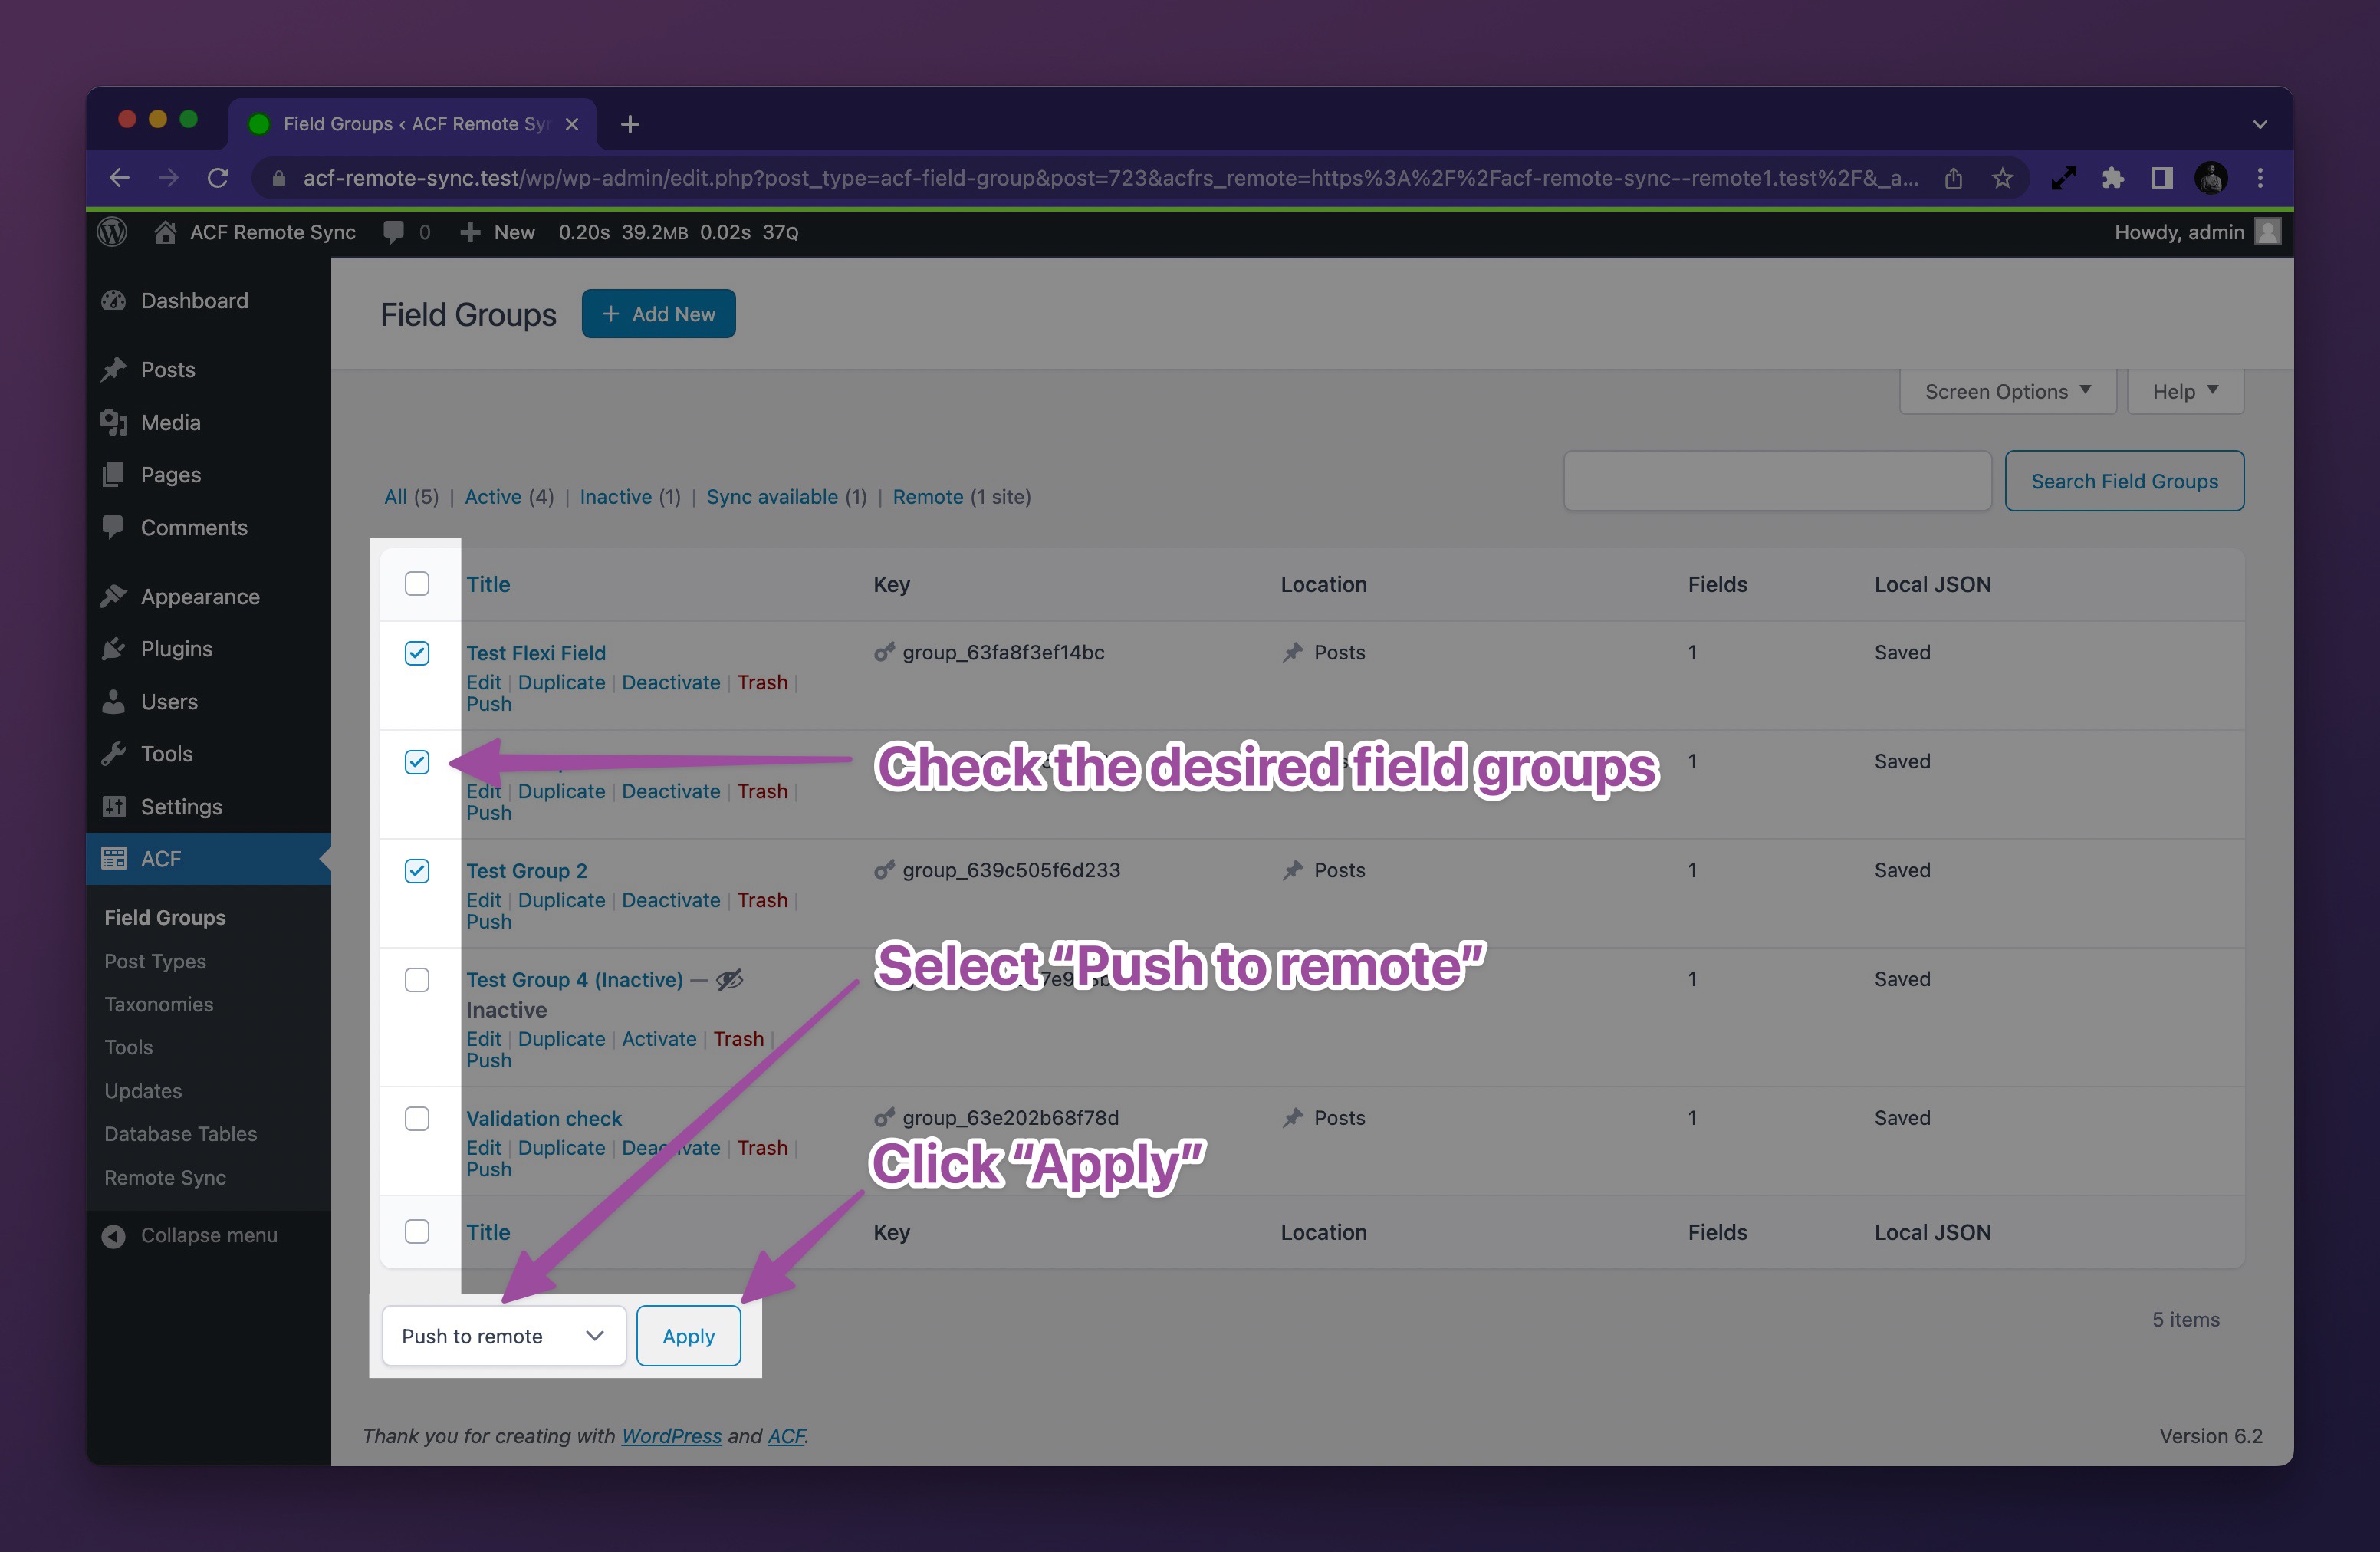 Field Groups ‹ ACF Remote Sy
acf-remote-sync.test/wp/wp-admin/edit.php?post_type=acf-field-group&post=723&acfrs_remote=https%3A%2F%2Facf-remote-sync--remote1.test%2F&_a...
ACF Remote Sync 0 New 0.20s 39.2MB 0.02s 37Q Howdy, admin
Dashboard
Posts
Media
Pages
Comments
Appearance
Plugins
Users
Tools
Settings
ACF
Field Groups
Post Types
Taxonomies
Tools
Updates
Database Tables
Remote Sync
Collapse menu
Field Groups + Add New
Screen Options Help
All (5) | Active (4) | Inactive (1) | Sync available (1) | Remote (1 site) Search Field Groups
Title Key Location Fields Local JSON
Test Flexi Field group_63fa8f3ef14bc Posts 1 Saved
Edit | Duplicate | Deactivate | Trash |
Push
Check the desired field groups 1 Saved
Edit | Duplicate | Deactivate | Trash |
Push
Test Group 2 group_639c505f6d233 Posts 1 Saved
Edit | Duplicate | Deactivate | Trash |
Push
Select “Push to remote”
Test Group 4 (Inactive) — 1 Saved
Inactive
Edit | Duplicate | Activate | Trash |
Push
Validation check group_63e202b68f78d Posts 1 Saved
Edit | Duplicate | Deactivate | Trash |
Push
Click “Apply”
Title Key Location Fields Local JSON
Push to remote Apply 5 items
Thank you for creating with WordPress and ACF. Version 6.2